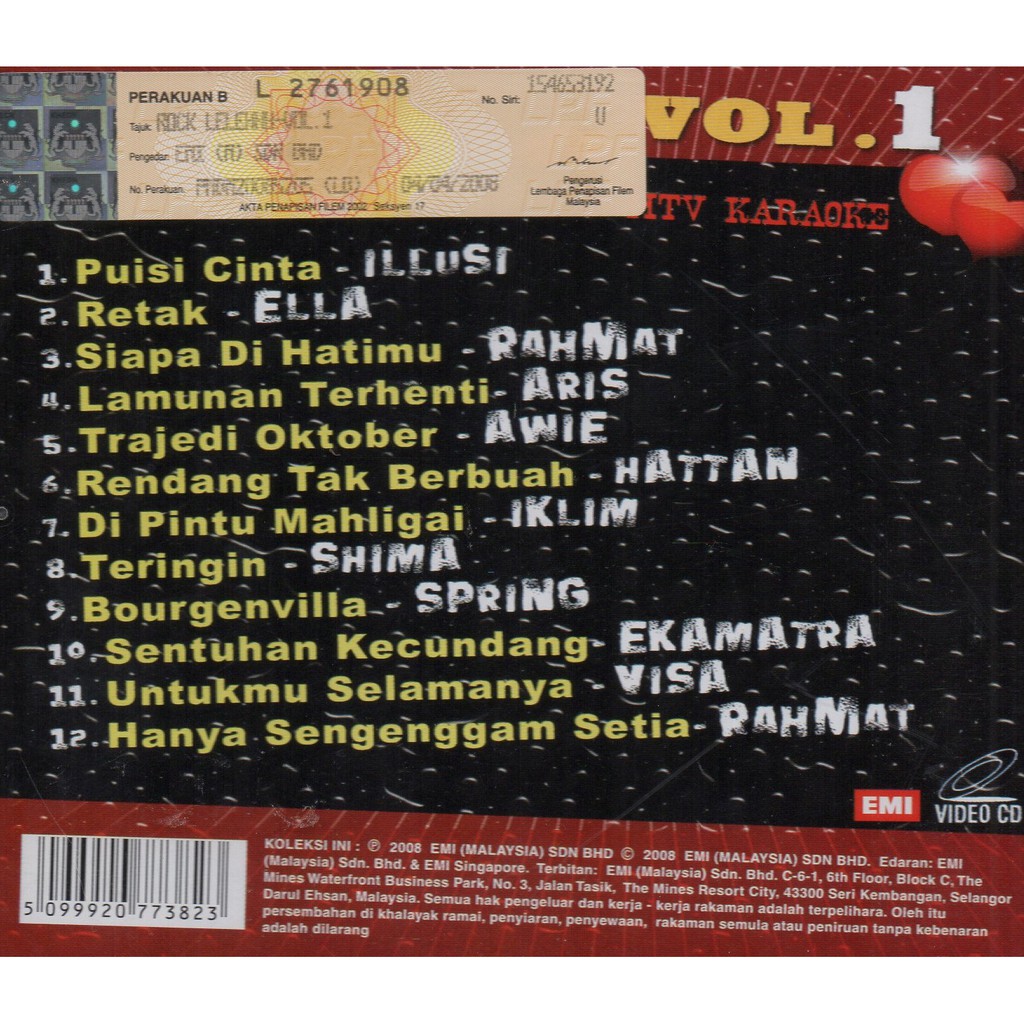 PERAKUAN B
L 2761908
No. Siri:
154653192
U
Tajuk: ROCK LELEHHH-VOL.1
Pengedar: EMI (M) SDN BHD
No. Perakuan.
04/04/2008
Pengerusi
Lembaga Penapisan Filem
Malaysia
AKTA PENAPISAN FILEM 2002 Seksyen 17
VOL.1
MTV KARAOKE
1. Puisi Cinta - ILLUSI
2. Retak - ELLA
3. Siapa Di Hatimu - RAHMAT
4. Lamunan Terhenti- ARIS
5. Trajedi Oktober - AWIE
6. Rendang Tak Berbuah - HATTAN
7. Di Pintu Mahligai - IKLIM
8. Teringin - SHIMA
9. Bourgenvilla - SPRING
10. Sentuhan Kecundang- EKAMATRA
11. Untukmu Selamanya - VISA
12. Hanya Sengenggam Setia- RAHMAT
EMI
VIDEO CD
5 099920 773823
KOLEKSI INI : ℗ 2008 EMI (MALAYSIA) SDN BHD © 2008 EMI (MALAYSIA) SDN BHD. Edaran: EMI
(Malaysia) Sdn. Bhd. & EMI Singapore. Terbitan: EMI (Malaysia) Sdn. Bhd. C-6-1, 6th Floor, Block C, The
Mines Waterfront Business Park, No. 3, Jalan Tasik, The Mines Resort City, 43300 Seri Kembangan, Selangor
Darul Ehsan, Malaysia. Semua hak pengeluar dan kerja - kerja rakaman adalah terpelihara. Oleh itu
persembahan di khalayak ramai, penyiaran, penyewaan, rakaman semula atau peniruan tanpa kebenaran
adalah dilarang